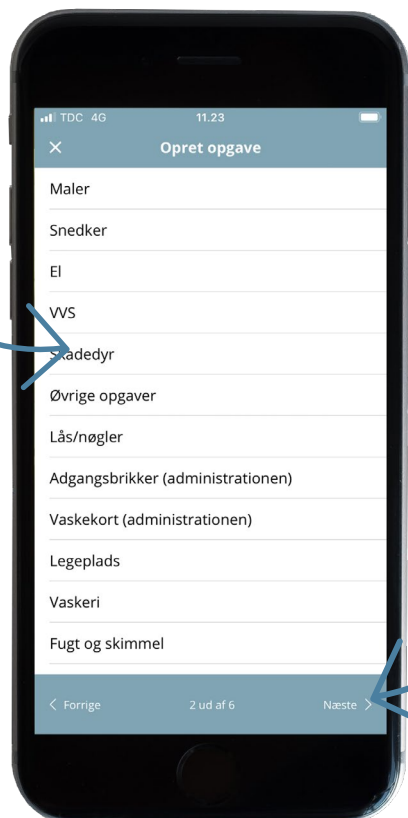 TDC 4G 11.23
Opret opgave
Maler
Snedker
El
VVS
Skadedyr
Øvrige opgaver
Lås/nøgler
Adgangsbrikker (administrationen)
Vaskekort (administrationen)
Legeplads
Vaskeri
Fugt og skimmel
Forrige 2 ud af 6 Næste